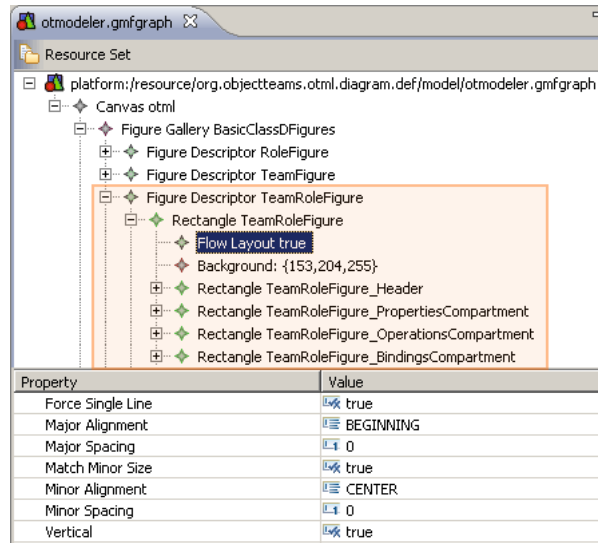 otmodeler.gmfgraph
Resource Set
platform:/resource/org.objectteams.otml.diagram.def/model/otmodeler.gmfgraph
Canvas otml
Figure Gallery BasicClassDFigures
Figure Descriptor RoleFigure
Figure Descriptor TeamFigure
Figure Descriptor TeamRoleFigure
Rectangle TeamRoleFigure
Flow Layout true
Background: {153,204,255}
Rectangle TeamRoleFigure_Header
Rectangle TeamRoleFigure_PropertiesCompartment
Rectangle TeamRoleFigure_OperationsCompartment
Rectangle TeamRoleFigure_BindingsCompartment
Property Value
Force Single Line true
Major Alignment BEGINNING
Major Spacing 0
Match Minor Size true
Minor Alignment CENTER
Minor Spacing 0
Vertical true